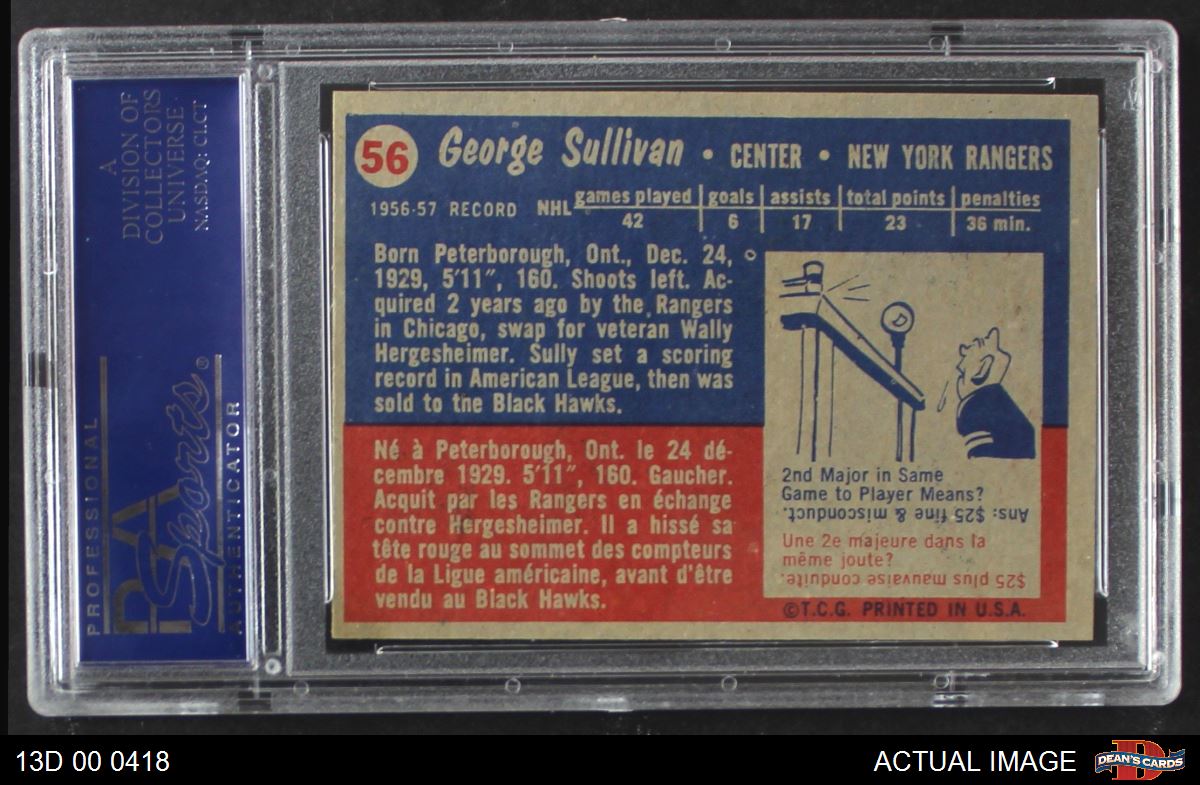 A
DIVISION OF
COLLECTORS
UNIVERSE
NASDAQ: CLCT
PROFESSIONAL
PSA
Sports®
AUTHENTICATOR
56 George Sullivan • CENTER • NEW YORK RANGERS
games played goals assists total points penalties
1956-57 RECORD NHL
42 6 17 23 36 min.
Born Peterborough, Ont., Dec. 24,
1929, 5'11", 160. Shoots left. Ac-
quired 2 years ago by the Rangers
in Chicago, swap for veteran Wally
Hergesheimer. Sully set a scoring
record in American League, then was
sold to the Black Hawks.
Né à Peterborough, Ont. le 24 dé-
cembre 1929. 5'11", 160. Gaucher.
Acquit par les Rangers en échange
contre Hergesheimer. Il a hissé sa
tête rouge au sommet des compteurs
de la Ligue américaine, avant d'être
vendu au Black Hawks.
2nd Major in Same
Game to Player Means?
Ans: $25 fine & misconduct.
Une 2e majeure dans la
même joute?
$25 plus mauvaise conduite.
©T.C.G. PRINTED IN U.S.A.
13D 00 0418
ACTUAL IMAGE
D
DEAN'S CARDS